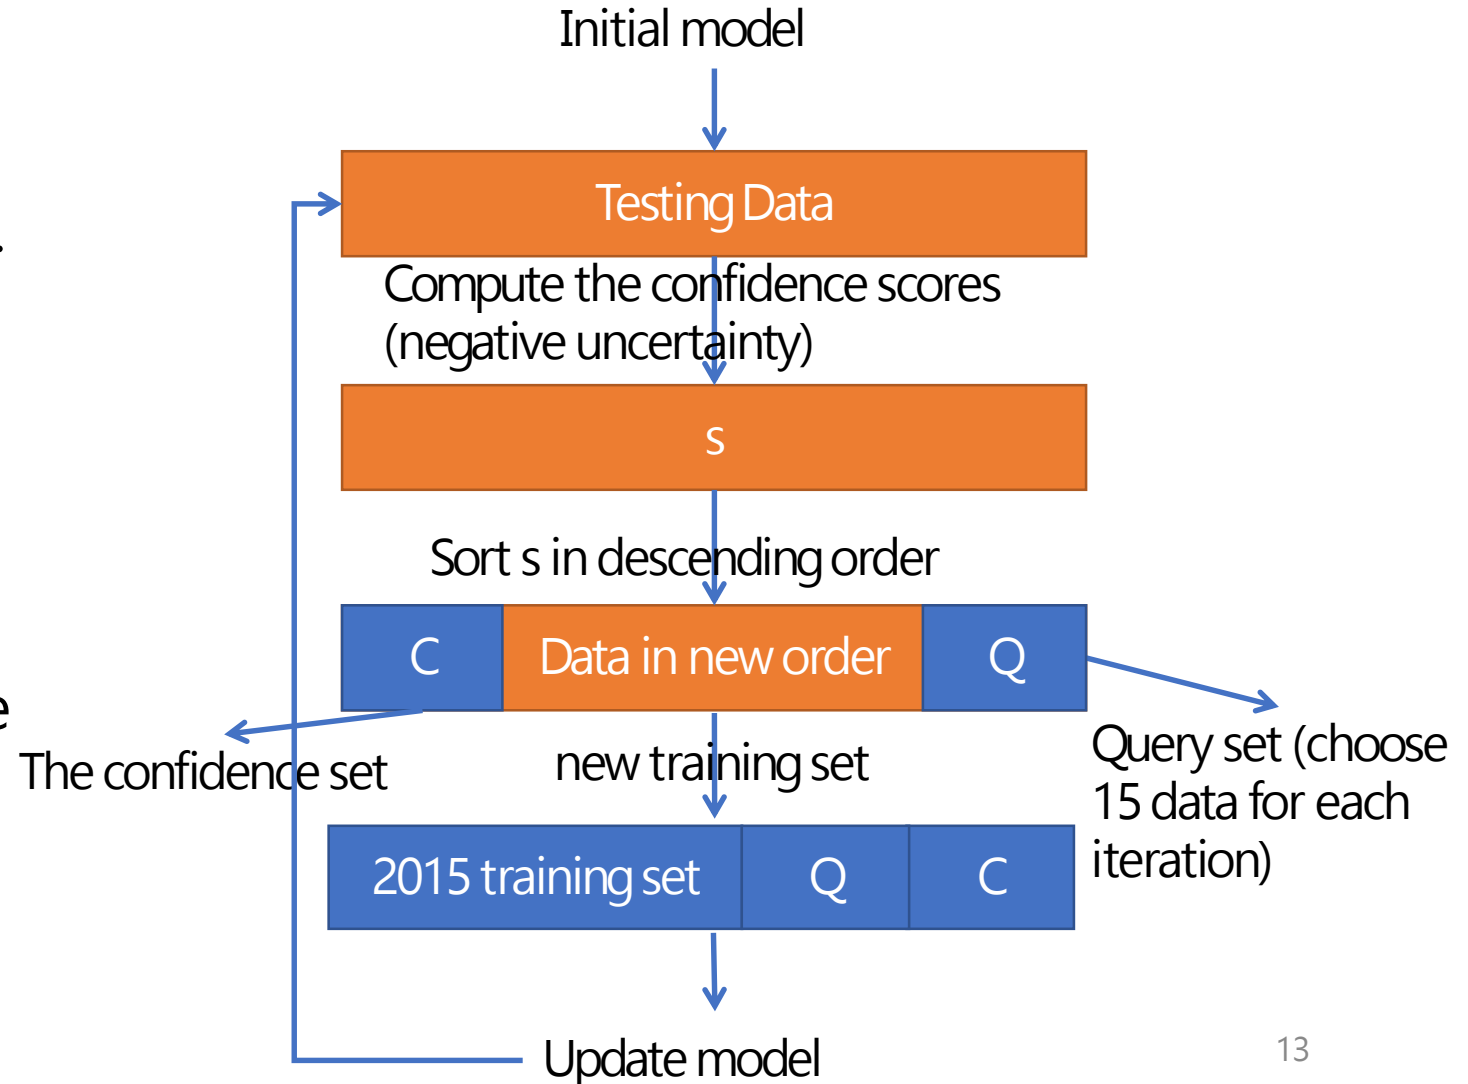 Initial model
Testing Data
.
Compute the confidence scores
(negative uncertainty)
s
Sort s in descending order
C
Data in new order
Q
e
The confidence set
new training set
Query set (choose
15 data for each
iteration)
2015 training set
Q
C
Update model
13